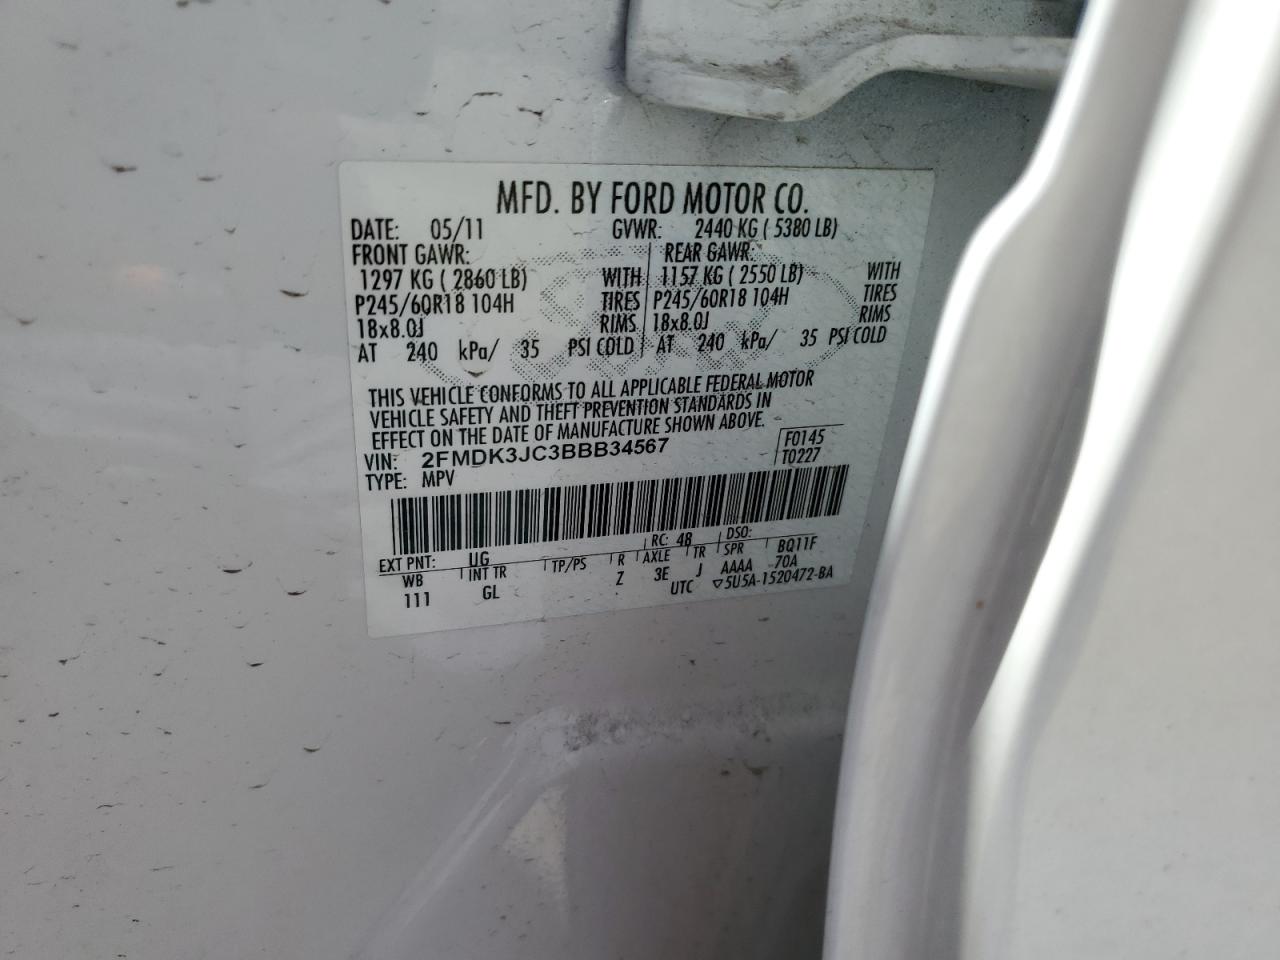 MFD. BY FORD MOTOR CO.
DATE: 05/11 GVWR: 2440 KG ( 5380 LB)
FRONT GAWR: REAR GAWR:
1297 KG ( 2860 LB) WITH 1157 KG ( 2550 LB) WITH
P245/60R18 104H TIRES P245/60R18 104H TIRES
18x8.0J RIMS 18x8.0J RIMS
AT 240 kPa/ 35 PSI COLD AT 240 kPa/ 35 PSI COLD
THIS VEHICLE CONFORMS TO ALL APPLICABLE FEDERAL MOTOR
VEHICLE SAFETY AND THEFT PREVENTION STANDARDS IN
EFFECT ON THE DATE OF MANUFACTURE SHOWN ABOVE.
VIN: 2FMDK3JC3BBB34567 F0145
TYPE: MPV T0227
EXT PNT: UG RC: 48 DSO:
WB INT TR TP/PS R AXLE TR SPR BQ11F
111 GL Z 3E J AAAA 70A
UTC ▽5U5A-1520472-BA